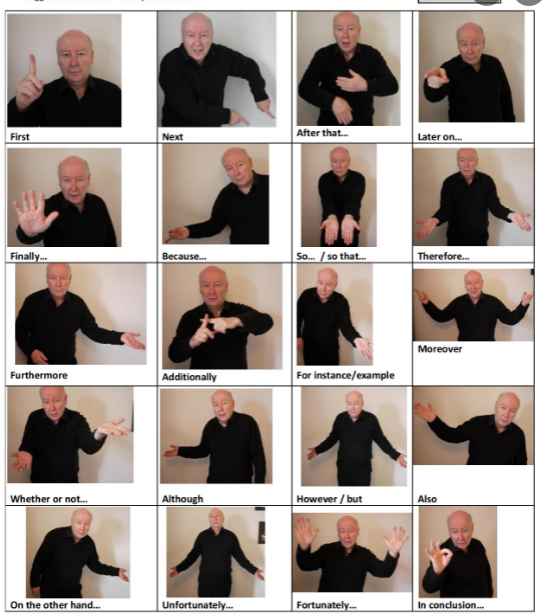 First
Next
After that...
Later on...
Finally...
Because...
So... / so that...
Therefore...
Furthermore
Additionally
For instance/example
Moreover
Whether or not...
Although
However / but
Also
On the other hand...
Unfortunately...
Fortunately...
In conclusion...